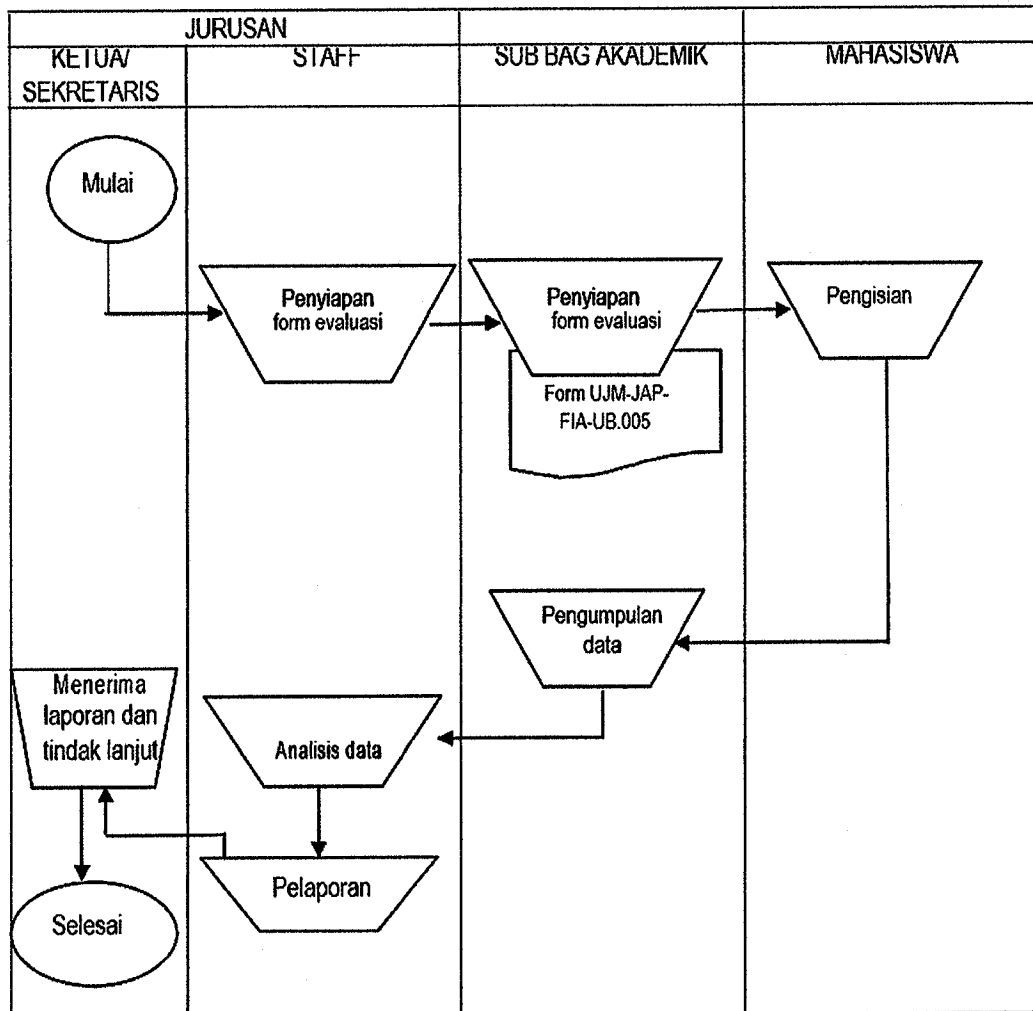 JURUSAN
KETUA/
SEKRETARIS
STAFF
SUB BAG AKADEMIK
MAHASISWA
Mulai
Penyiapan
form evaluasi
Penyiapan
form evaluasi
Pengisian
Form UJM-JAP-
FIA-UB.005
Pengumpulan
data
Menerima
laporan dan
tindak lanjut
Analisis data
Pelaporan
Selesai